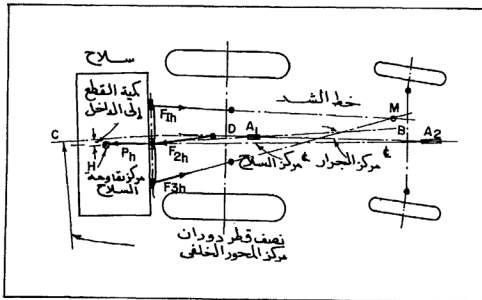 سلاح
كمية القطع
إلى الداخل
خط الشد
F1h
M
C
D
A1
B
A2
Ph
F2h
H
مركز مقاومة
السلاح
مركز السلاح
مركز الجرار
F3h
نصف قطر دوران
مركز المحور الخلفي